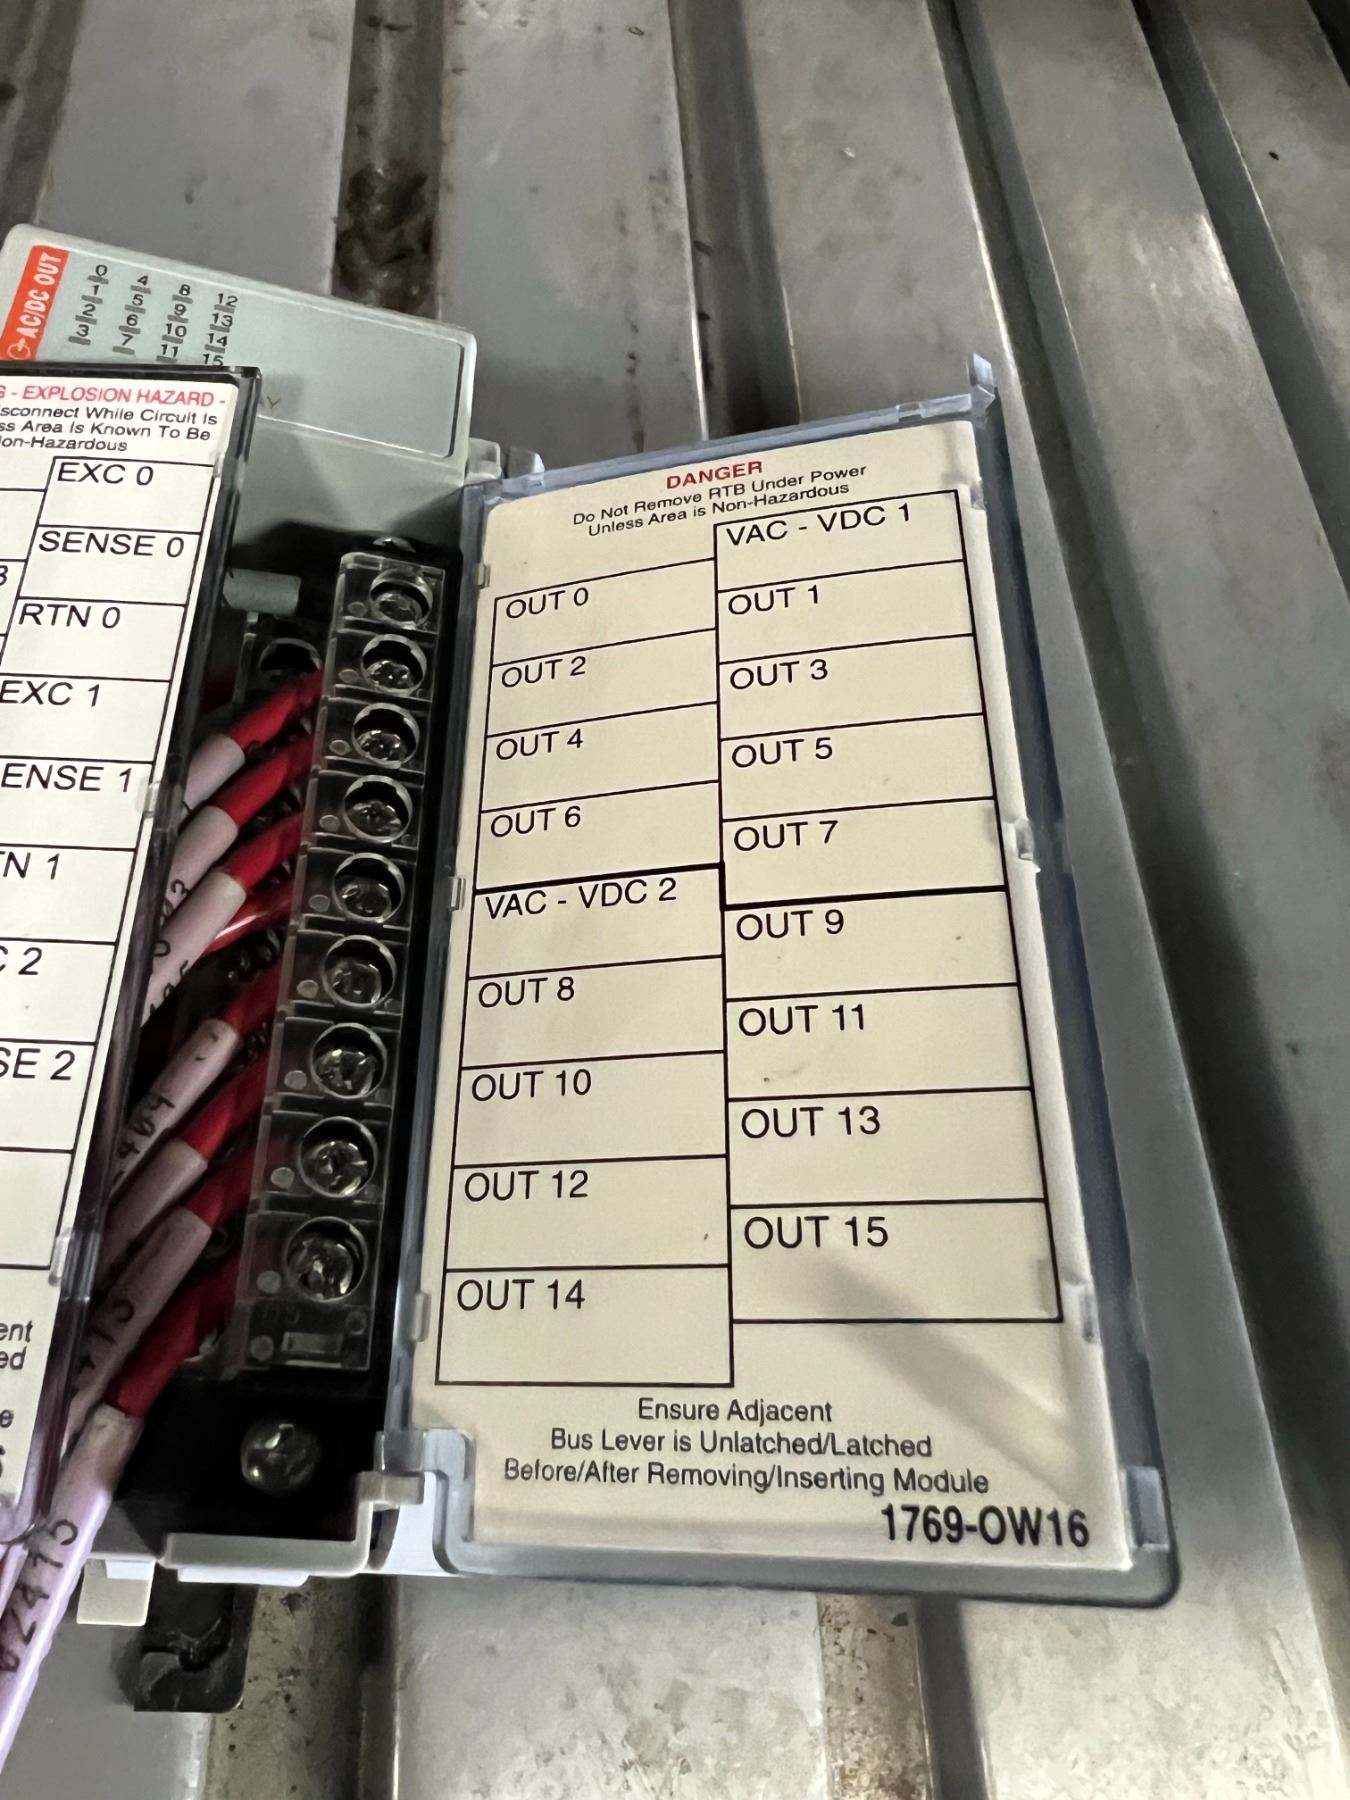 AC/DC OUT
0 4 8 12
1 5 9 13
2 6 10 14
3 7 11 15
- EXPLOSION HAZARD -
Disconnect While Circuit Is
Area Is Known To Be
Non-Hazardous
EXC 0
SENSE 0
RTN 0
EXC 1
SENSE 1
1
2
2
DANGER
Do Not Remove RTB Under Power
Unless Area is Non-Hazardous
VAC - VDC 1
OUT 0
OUT 1
OUT 2
OUT 3
OUT 4
OUT 5
OUT 6
OUT 7
VAC - VDC 2
OUT 9
OUT 8
OUT 11
OUT 10
OUT 13
OUT 12
OUT 15
OUT 14
Ensure Adjacent
Bus Lever is Unlatched/Latched
Before/After Removing/Inserting Module
1769-OW16